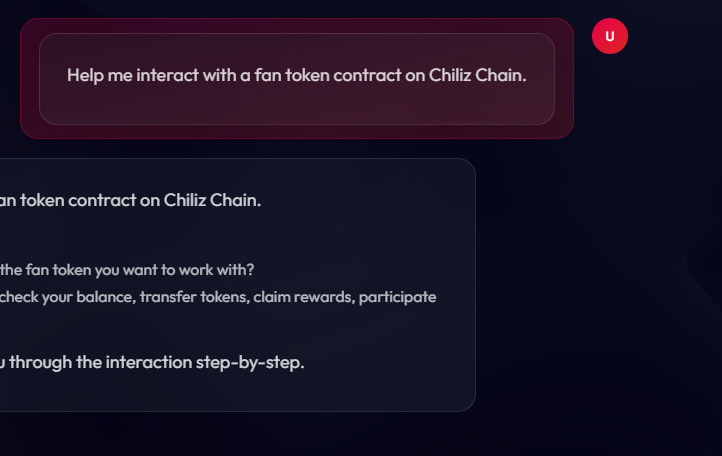 Help me interact with a fan token contract on Chiliz Chain.
U
an token contract on Chiliz Chain.
the fan token you want to work with?
check your balance, transfer tokens, claim rewards, participate
through the interaction step-by-step.